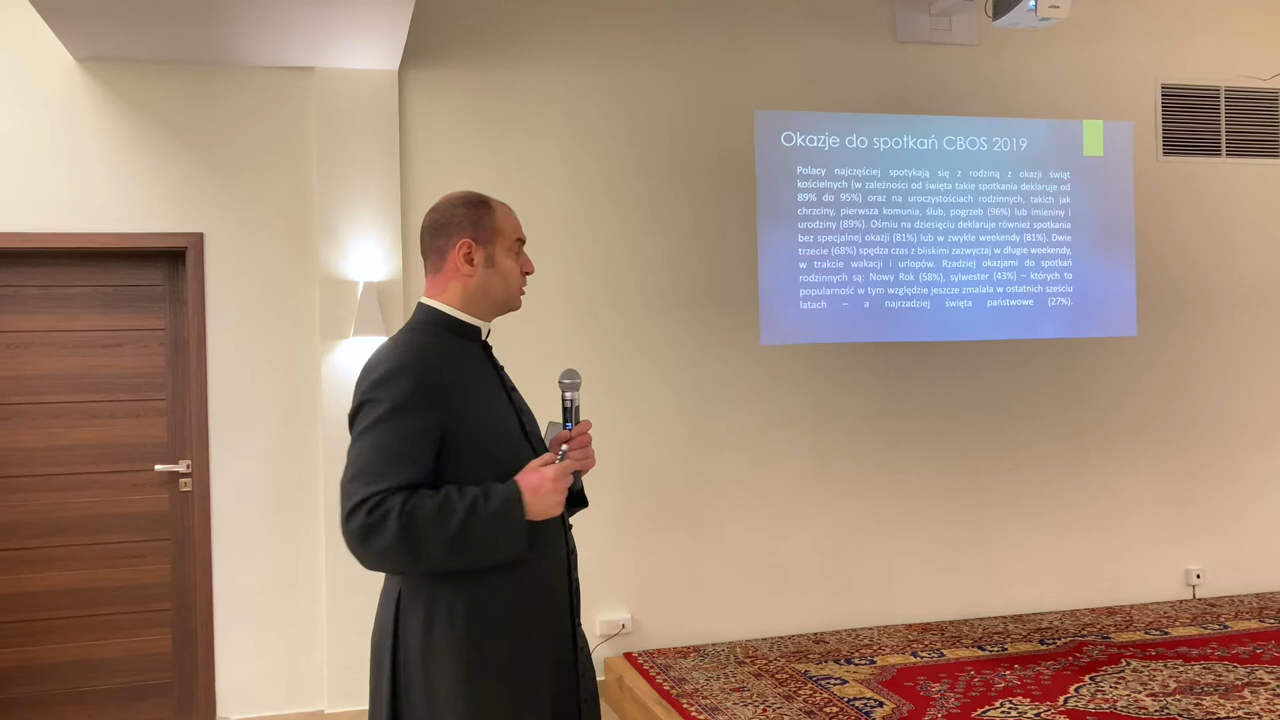 Okazje do spotkań CBOS 2019
Polacy najczęściej spotykają się z rodziną z okazji świąt
kościelnych (w zależności od święta takie spotkania deklaruje od
89% do 95%) oraz na uroczystościach rodzinnych, takich jak
chrzciny, pierwsza komunia, ślub, pogrzeb (96%) lub imieniny i
urodziny (89%). Ośmiu na dziesięciu deklaruje również spotkania
bez specjalnej okazji (81%) lub w zwykłe weekendy (81%). Dwie
trzecie (68%) spędza czas z bliskimi zazwyczaj w długie weekendy,
w trakcie wakacji i urlopów. Rzadziej okazjami do spotkań
rodzinnych są: Nowy Rok (58%), sylwester (43%) – których to
popularność w tym względzie jeszcze zmalała w ostatnich sześciu
latach – a najrzadziej święta państwowe (27%).